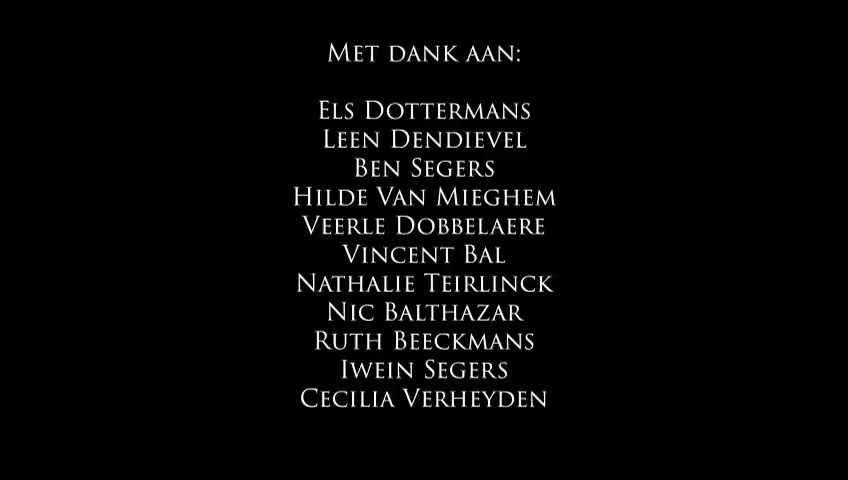 Met dank aan:
Els Dottermans
Leen Dendievel
Ben Segers
Hilde Van Mieghem
Veerle Dobbelaere
Vincent Bal
Nathalie Teirlinck
Nic Balthazar
Ruth Beeckmans
Iwein Segers
Cecilia Verheyden